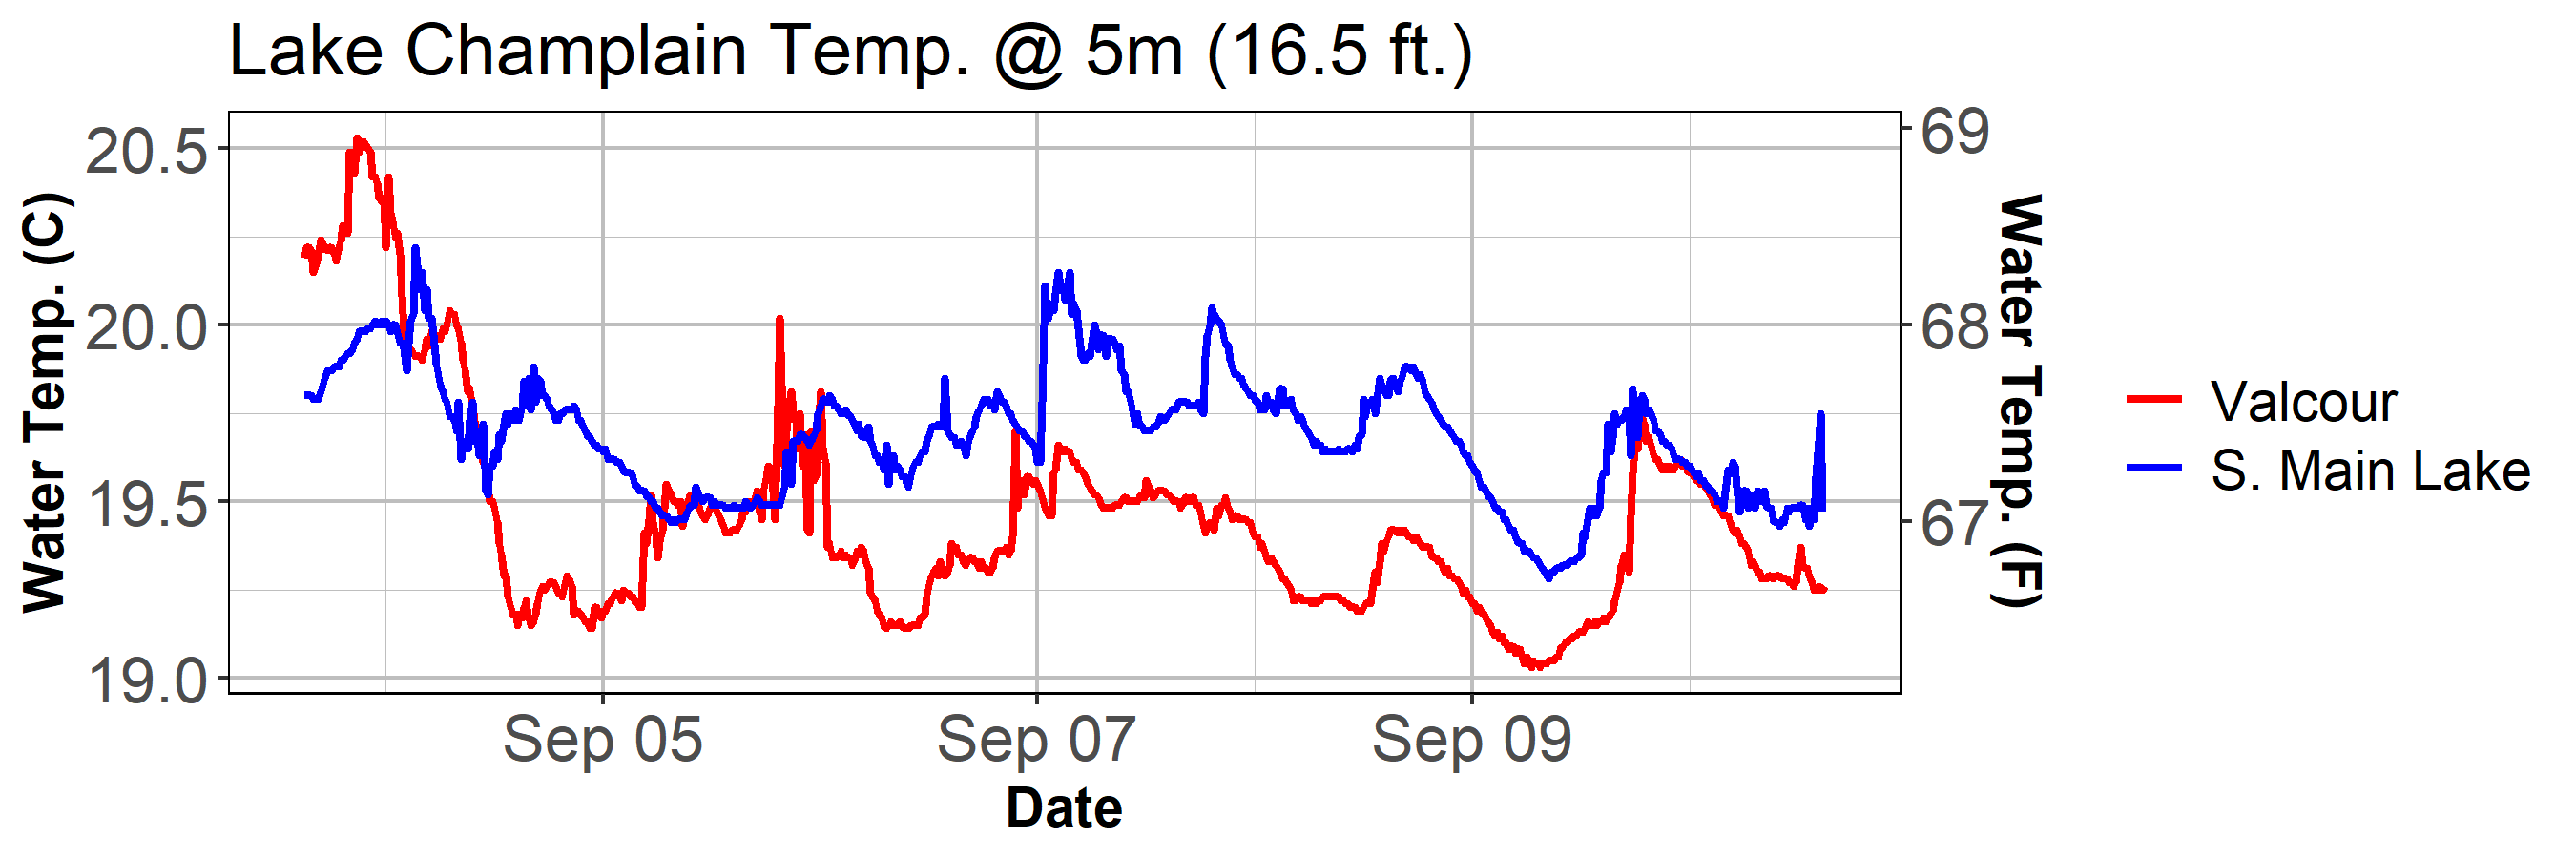 Lake Champlain Temp. @ 5m (16.5 ft.)
Water Temp. (C)
20.5
20.0
19.5
19.0
69
68
67
Water Temp. (F)
Sep 05
Sep 07
Sep 09
Date
Valcour
S. Main Lake